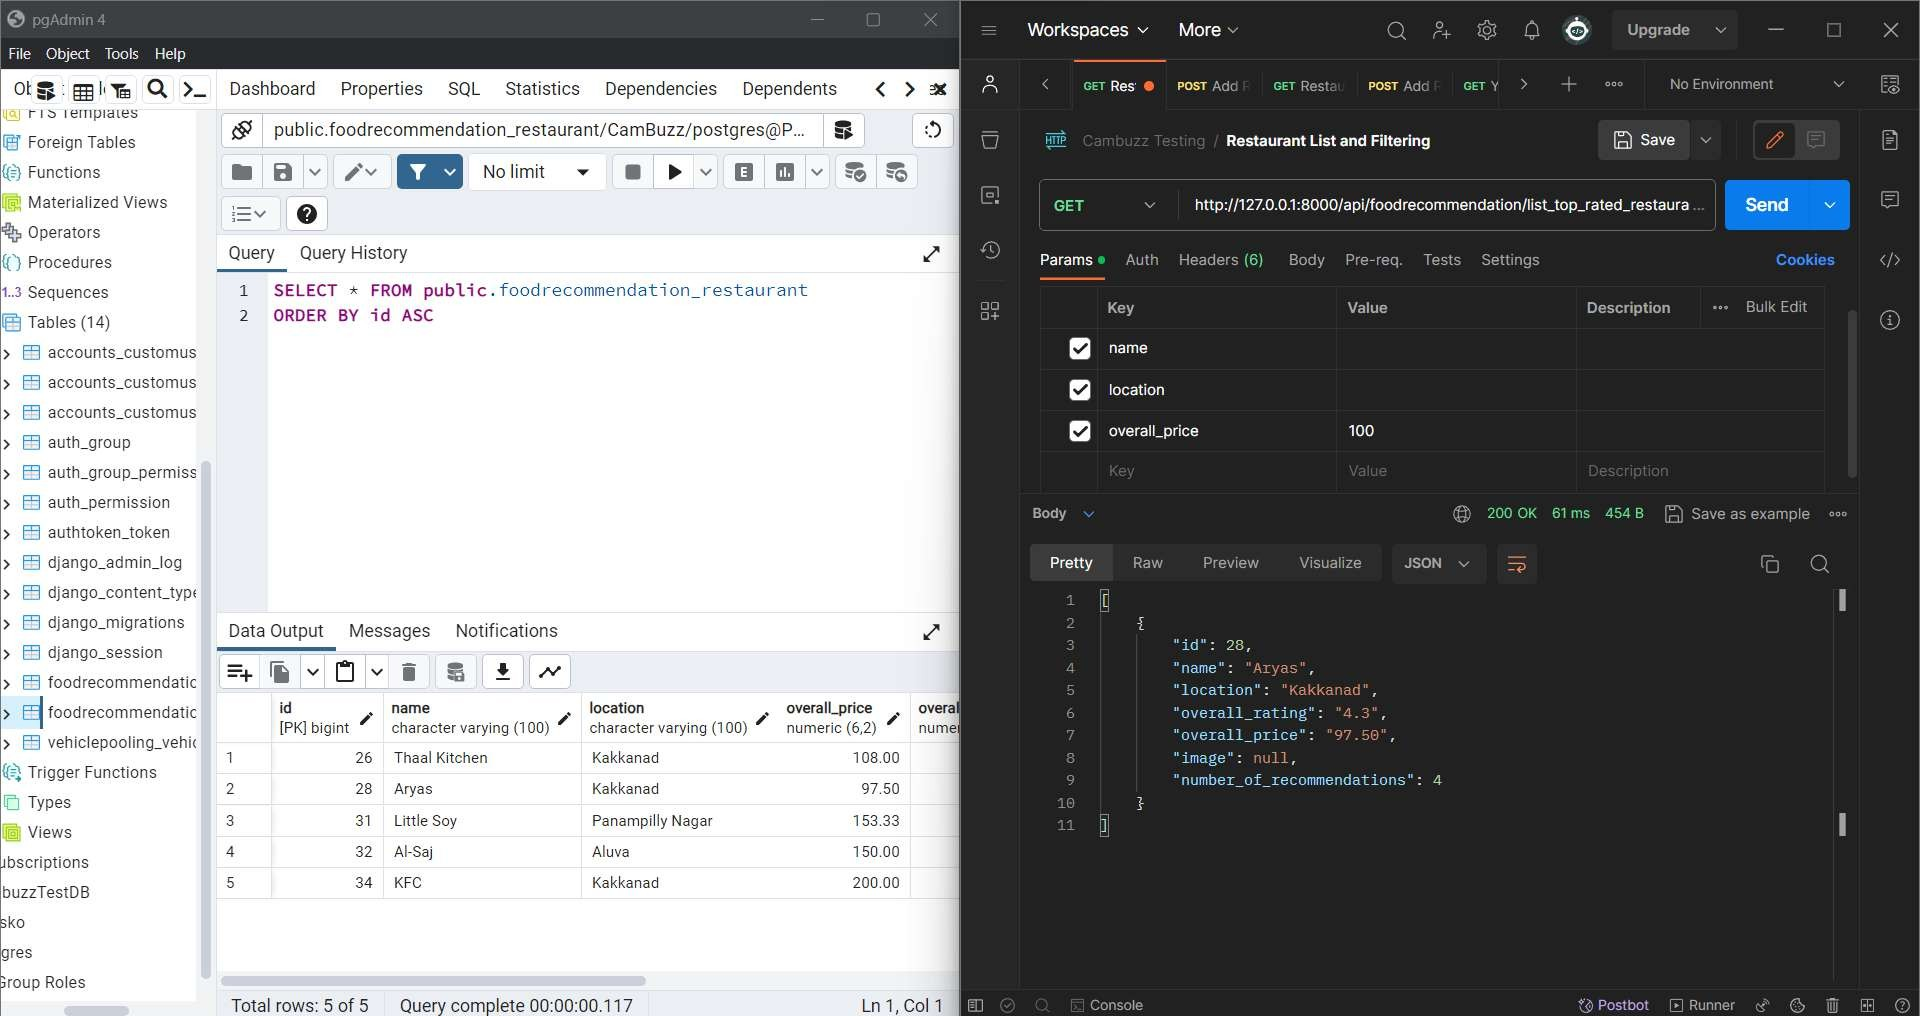 pgAdmin 4
File Object Tools Help
Dashboard Properties SQL Statistics Dependencies Dependents
FTS Templates
Foreign Tables
Functions
Materialized Views
Operators
Procedures
1..3 Sequences
Tables (14)
accounts_customus
accounts_customus
accounts_customus
auth_group
auth_group_permiss
auth_permission
authtoken_token
django_admin_log
django_content_type
django_migrations
django_session
foodrecommendatic
foodrecommendatic
vehiclepooling_vehic
Trigger Functions
Types
Views
ubscriptions
buzzTestDB
sko
gres
Group Roles
public.foodrecommendation_restaurant/CamBuzz/postgres@P...
No limit
E
?
Query Query History
1 SELECT * FROM public.foodrecommendation_restaurant
2 ORDER BY id ASC
Data Output Messages Notifications
id name location overall_price overal
[PK] bigint character varying (100) character varying (100) numeric (6,2) nume
1 26 Thaal Kitchen Kakkanad 108.00
2 28 Aryas Kakkanad 97.50
3 31 Little Soy Panampilly Nagar 153.33
4 32 Al-Saj Aluva 150.00
5 34 KFC Kakkanad 200.00
Total rows: 5 of 5 Query complete 00:00:00.117 Ln 1, Col 1
Workspaces More Upgrade
GET Res POST Add R GET Restau POST Add R GET Y No Environment
HTTP Cambuzz Testing / Restaurant List and Filtering Save
GET http://127.0.0.1:8000/api/foodrecommendation/list_top_rated_restaura ... Send
Params Auth Headers (6) Body Pre-req. Tests Settings Cookies
Key Value Description Bulk Edit
name
location
overall_price 100
Key Value Description
Body 200 OK 61 ms 454 B Save as example
Pretty Raw Preview Visualize JSON
1 [
2 {
3 "id": 28,
4 "name": "Aryas",
5 "location": "Kakkanad",
6 "overall_rating": "4.3",
7 "overall_price": "97.50",
8 "image": null,
9 "number_of_recommendations": 4
10 }
11 ]
Console Postbot Runner